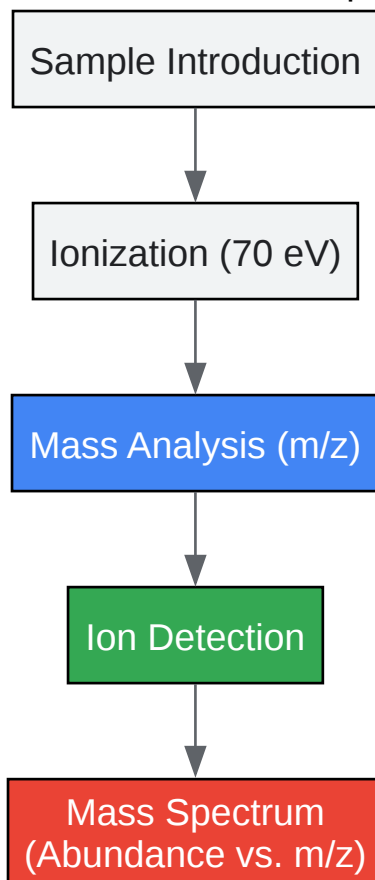 Sample Introduction
Ionization (70 eV)
Mass Analysis (m/z)
Ion Detection
Mass Spectrum
(Abundance vs. m/z)